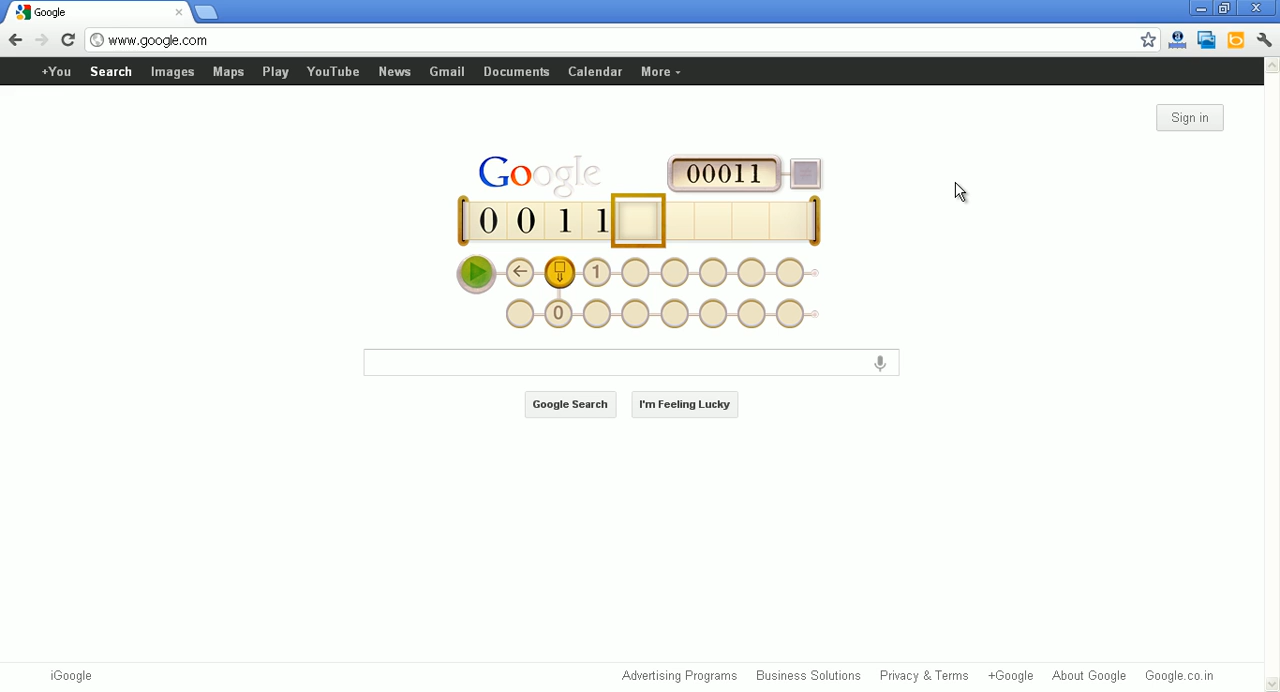 Google
www.google.com
+You Search Images Maps Play YouTube News Gmail Documents Calendar More
Sign in
Google 00011
0 0 1 1
1
0
Google Search I'm Feeling Lucky
iGoogle Advertising Programs Business Solutions Privacy & Terms +Google About Google Google.co.in